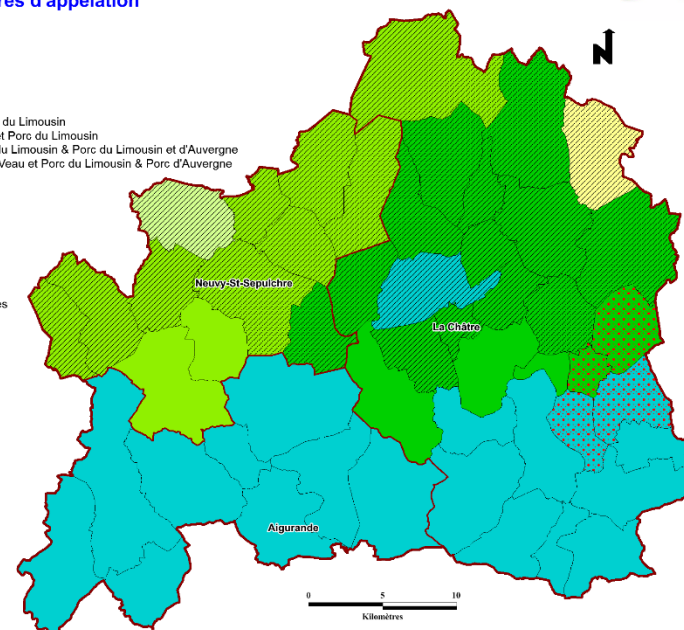 res d'appelation
N
du Limousin
et Porc du Limousin
du Limousin & Porc du Limousin et d'Auvergne
Veau et Porc du Limousin & Porc d'Auvergne
Neuvy-St-Sepulchre
es
La Châtre
Aigurande
0 5 10
Kilomètres